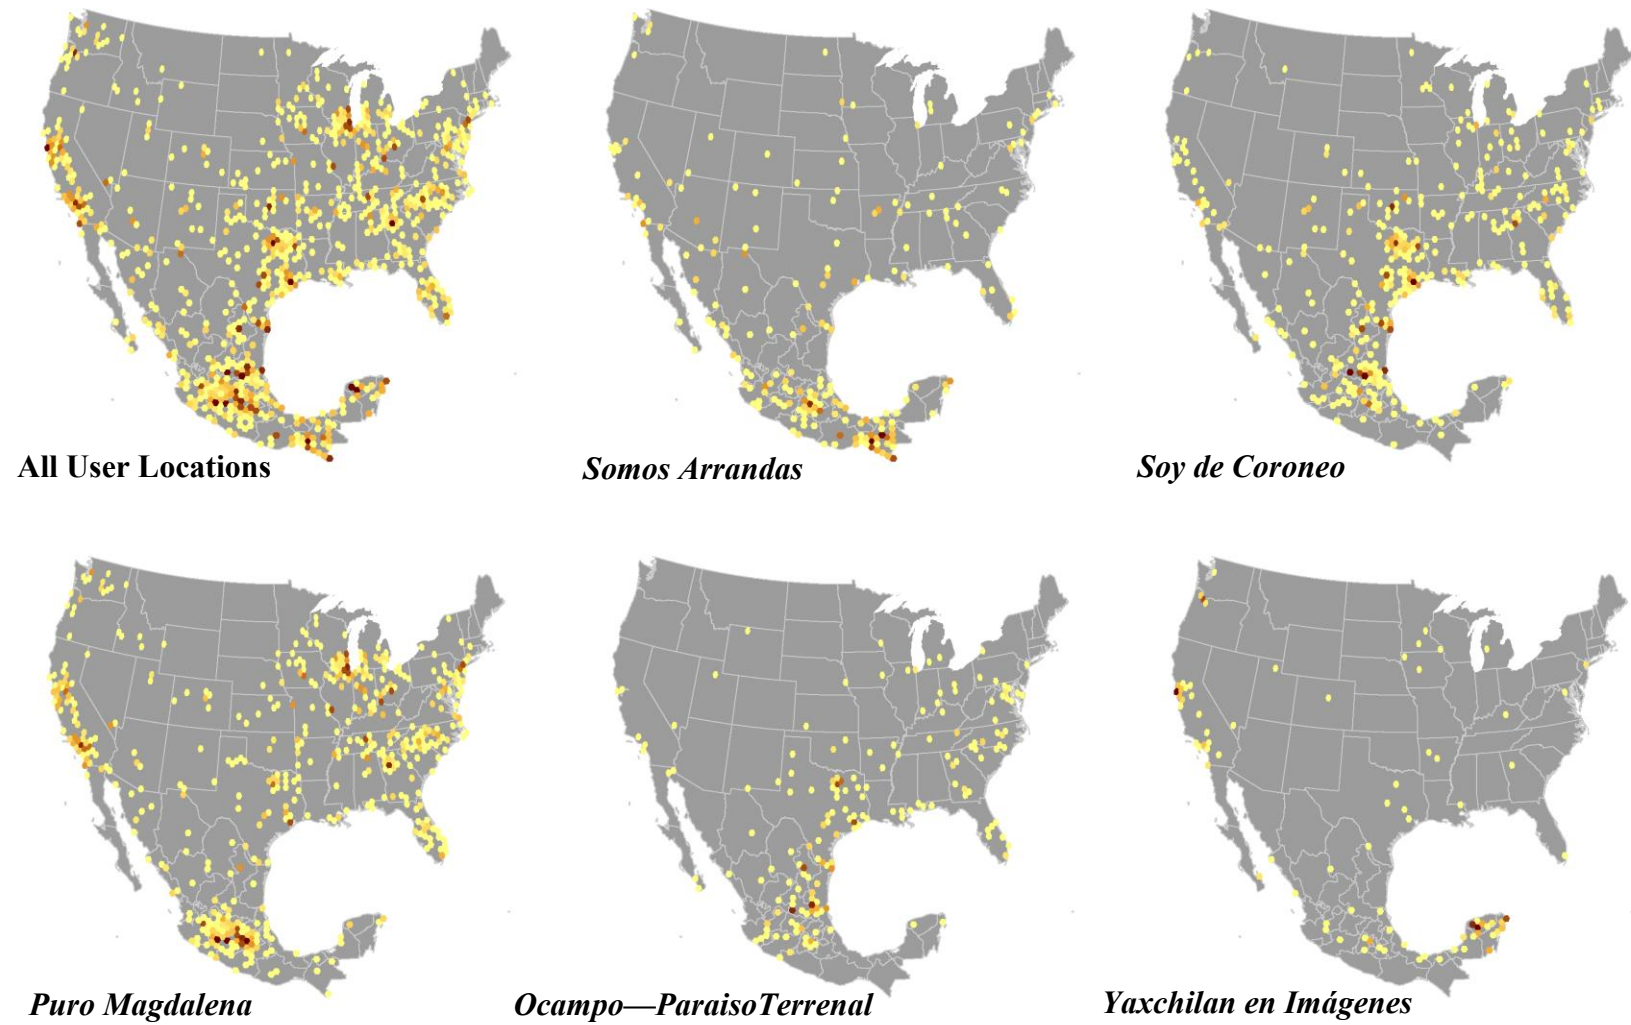 All User Locations
Somos Arrandas
Soy de Coroneo
Puro Magdalena
Ocampo—ParaisoTerrenal
Yaxchilan en Imágenes